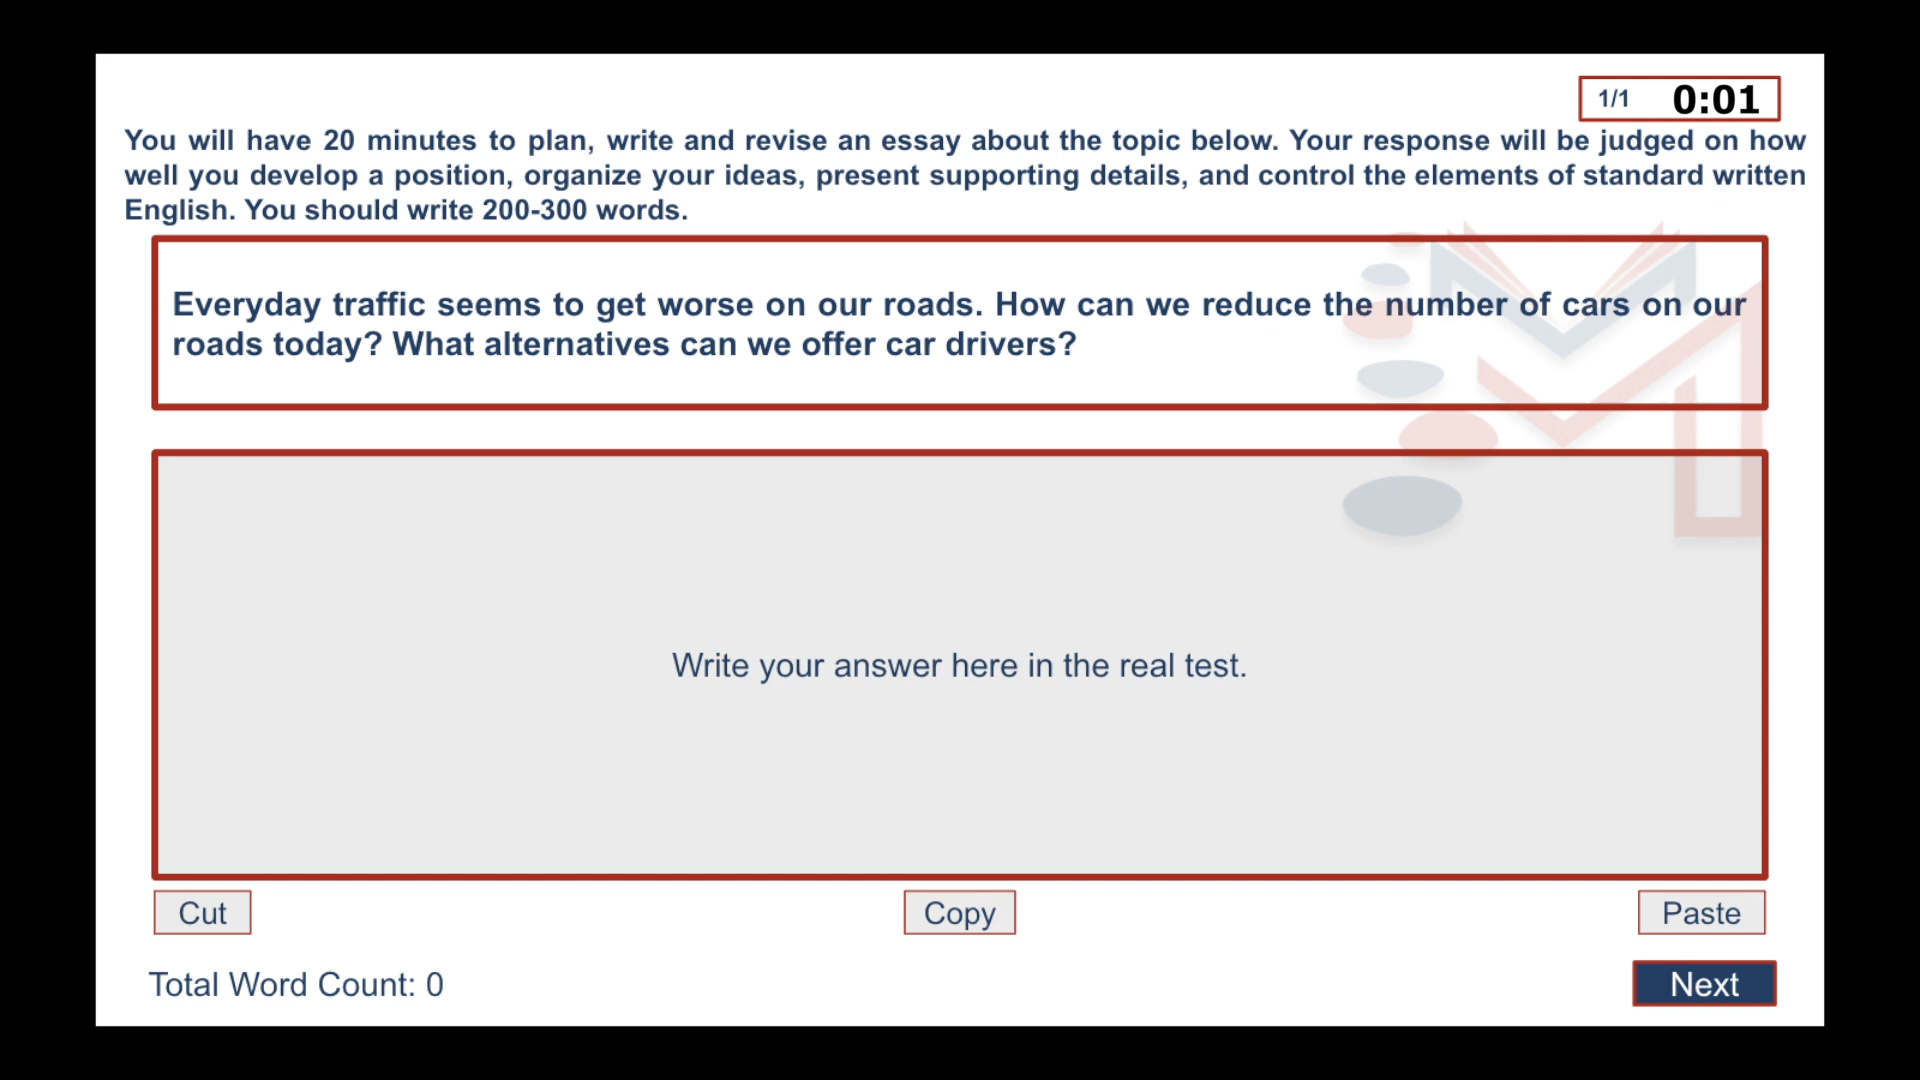 1/1 0:01
You will have 20 minutes to plan, write and revise an essay about the topic below. Your response will be judged on how
well you develop a position, organize your ideas, present supporting details, and control the elements of standard written
English. You should write 200-300 words.
Everyday traffic seems to get worse on our roads. How can we reduce the number of cars on our
roads today? What alternatives can we offer car drivers?
Write your answer here in the real test.
Cut Copy Paste
Total Word Count: 0 Next